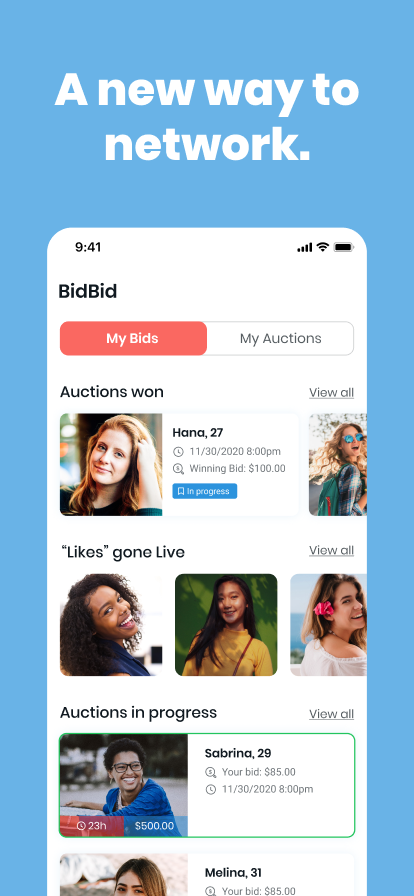 A new way to
network.
9:41
BidBid
My Bids
My Auctions
Auctions won
View all
Hana, 27
11/30/2020 8:00pm
Winning Bid: $100.00
In progress
“Likes” gone Live
View all
Auctions in progress
View all
Sabrina, 29
Your bid: $85.00
11/30/2020 8:00pm
23h
$500.00
Melina, 31
Your bid: $85.00